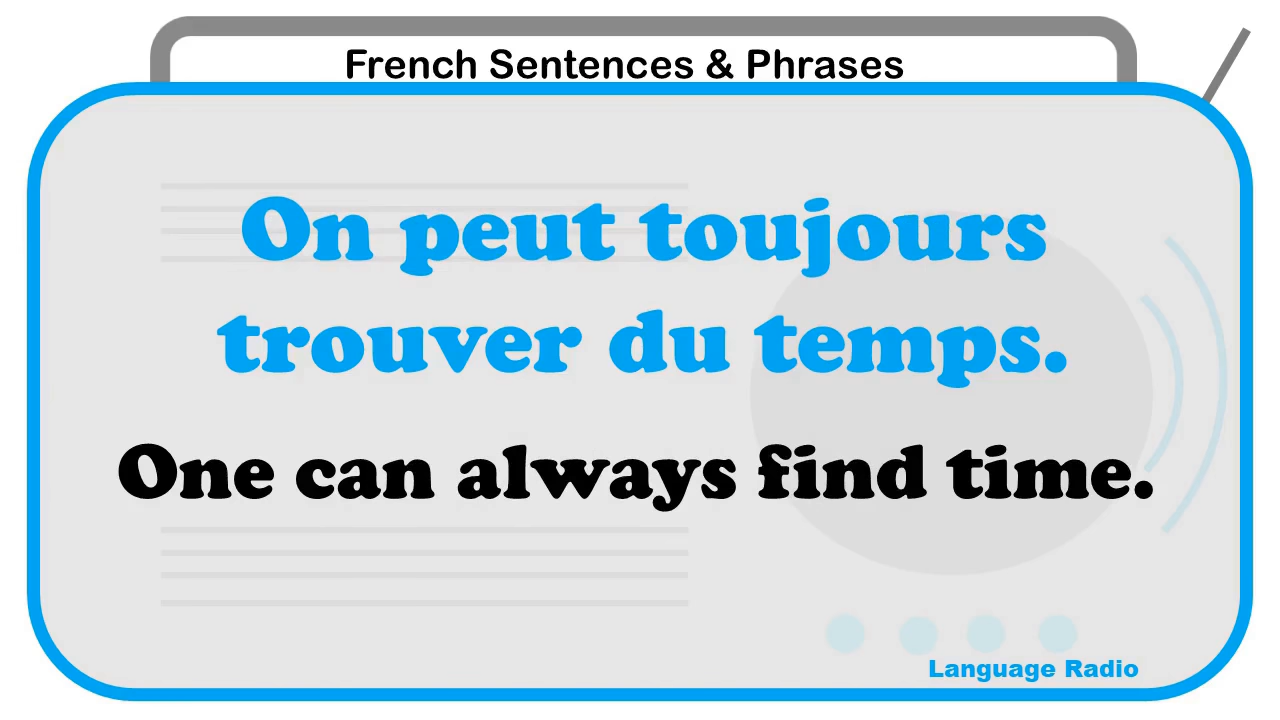 French Sentences & Phrases
On peut toujours
trouver du temps.
One can always find time.
Language Radio